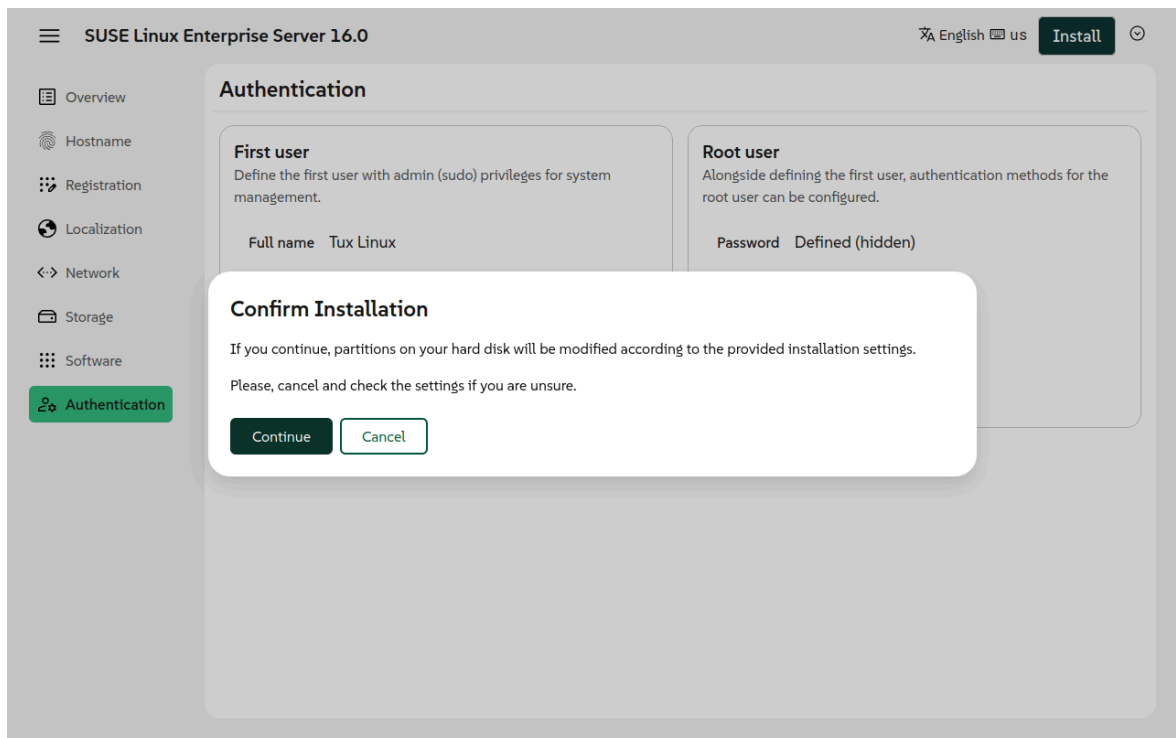 SUSE Linux Enterprise Server 16.0
English us Install
Overview
Hostname
Registration
Localization
Network
Storage
Software
Authentication
Authentication
First user
Define the first user with admin (sudo) privileges for system
management.
Full name Tux Linux
Root user
Alongside defining the first user, authentication methods for the
root user can be configured.
Password Defined (hidden)
Confirm Installation
If you continue, partitions on your hard disk will be modified according to the provided installation settings.
Please, cancel and check the settings if you are unsure.
Continue Cancel